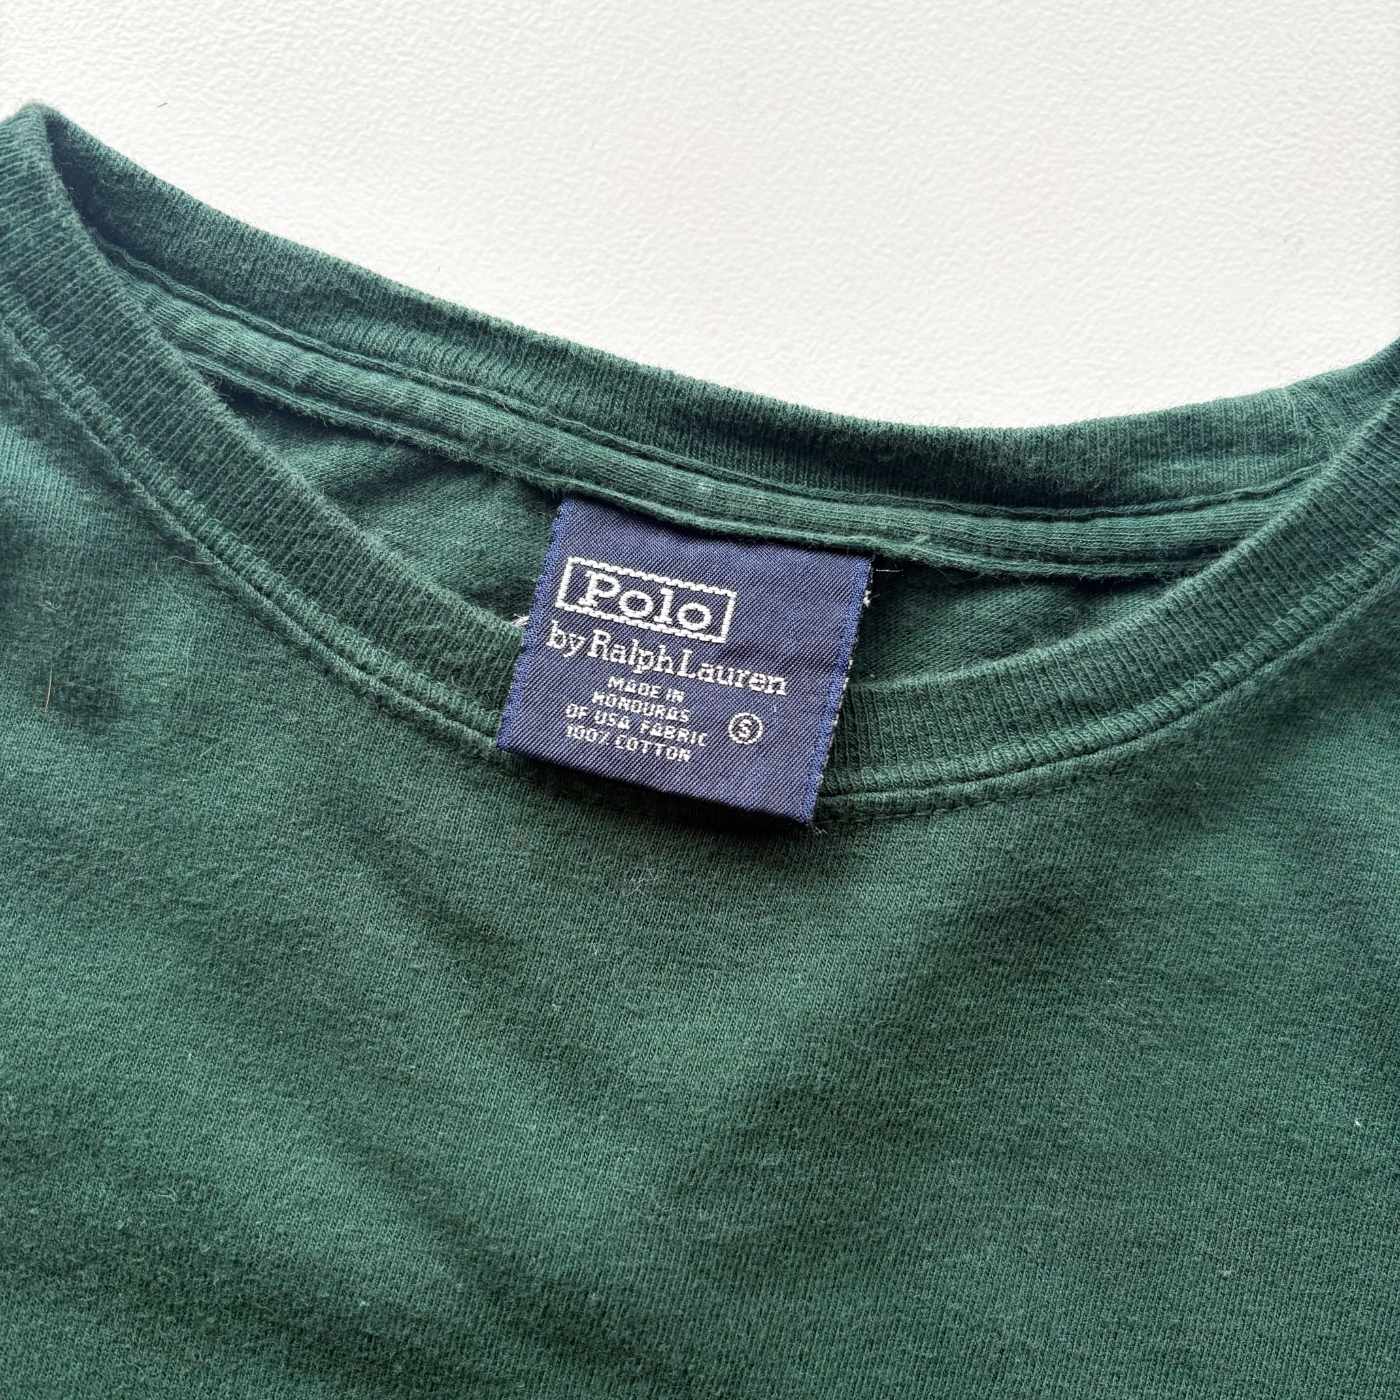 Polo
by Ralph Lauren
MADE IN
HONDURAS
OF USA FABRIC
100% COTTON
S